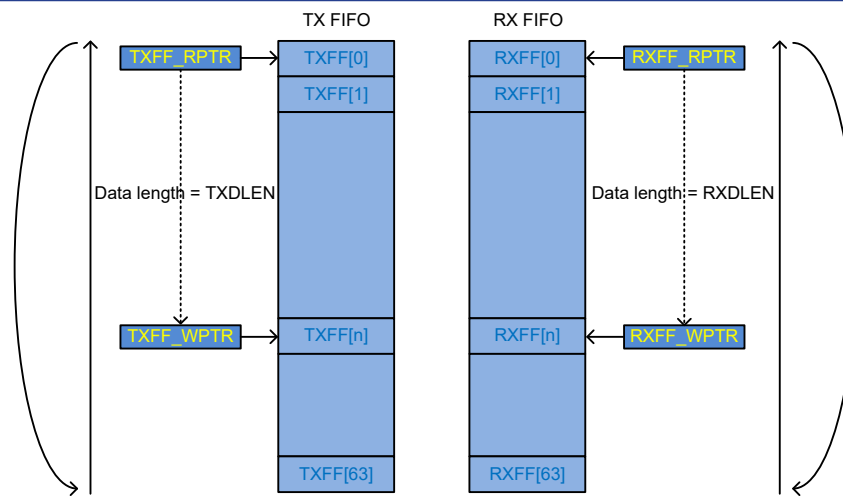 TX FIFO
RX FIFO
TXFF_RPTR
TXFF[0]
RXFF[0]
RXFF_RPTR
TXFF[1]
RXFF[1]
Data length = TXDLEN
Data length = RXDLEN
TXFF_WPTR
TXFF[n]
RXFF[n]
RXFF_WPTR
TXFF[63]
RXFF[63]